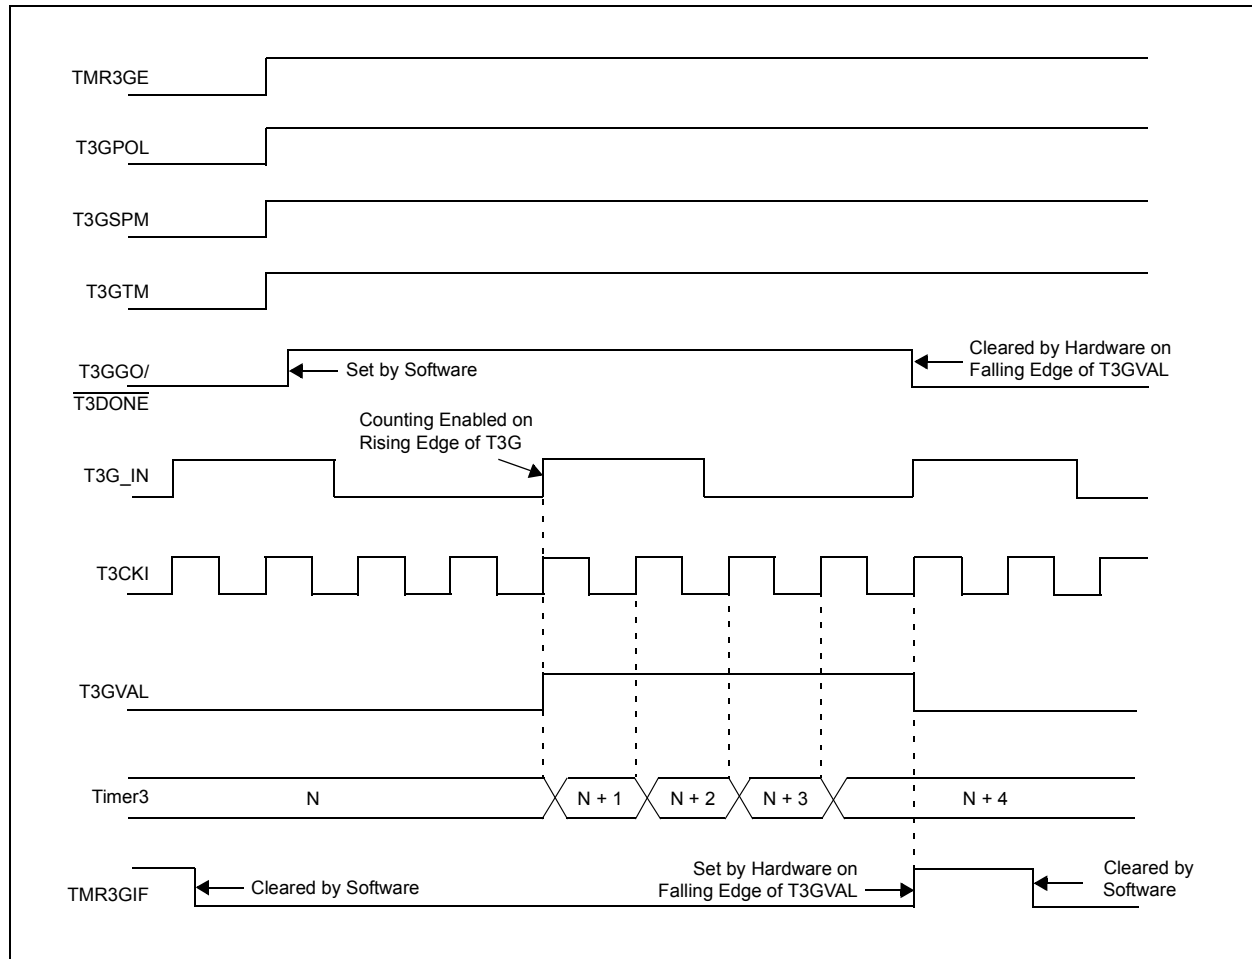 TMR3GE
T3GPOL
T3GSPM
T3GTM
T3GGO/
T3DONE
Set by Software
Cleared by Hardware on
Falling Edge of T3GVAL
Counting Enabled on
Rising Edge of T3G
T3G_IN
T3CKI
T3GVAL
Timer3
N
N + 1
N + 2
N + 3
N + 4
TMR3GIF
Cleared by Software
Set by Hardware on
Falling Edge of T3GVAL
Cleared by
Software